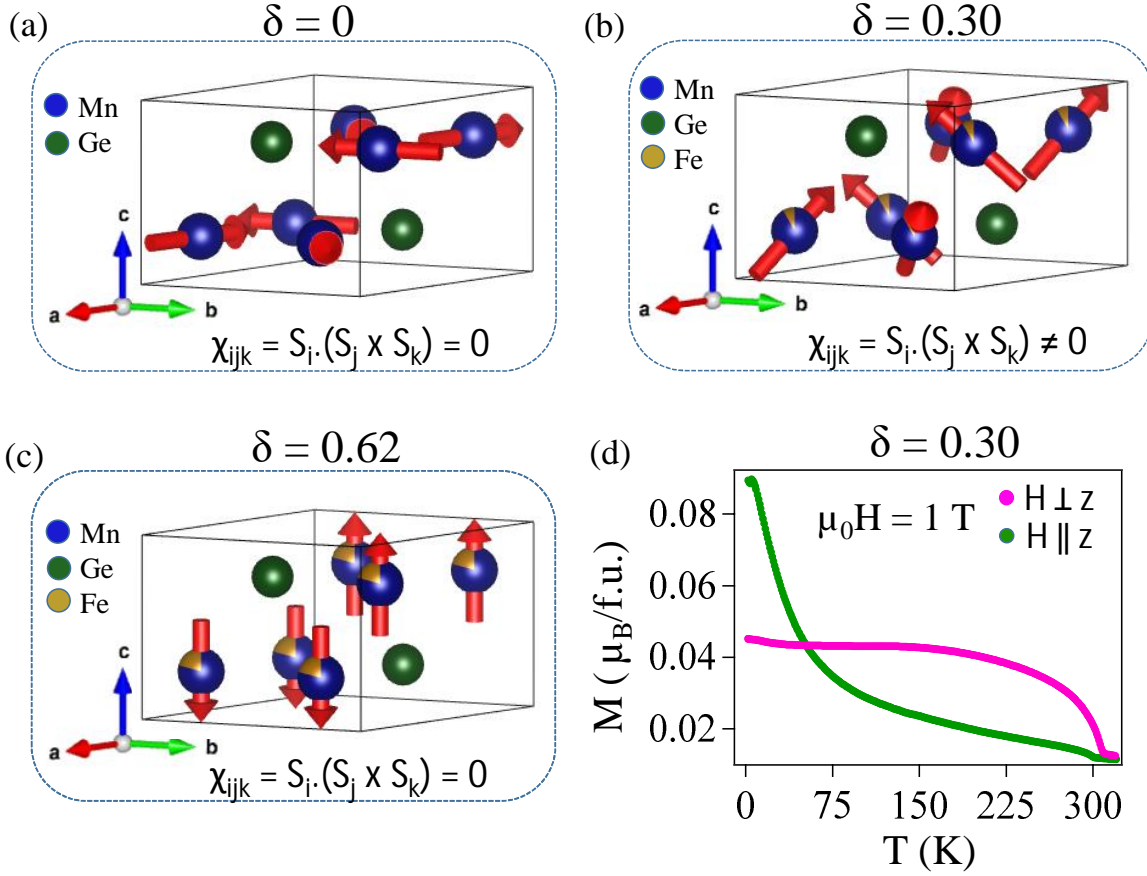 (a) δ = 0
Mn
Ge
c
a
b
χijk = Si.(Sj x Sk) = 0
(b) δ = 0.30
Mn
Ge
Fe
c
a
b
χijk = Si.(Sj x Sk) ≠ 0
(c) δ = 0.62
Mn
Ge
Fe
c
a
b
χijk = Si.(Sj x Sk) = 0
(d) δ = 0.30
μ0H = 1 T
H ⊥ z
H ∥ z
M ( μB/f.u.)
0.08
0.06
0.04
0.02
0 75 150 225 300
T (K)